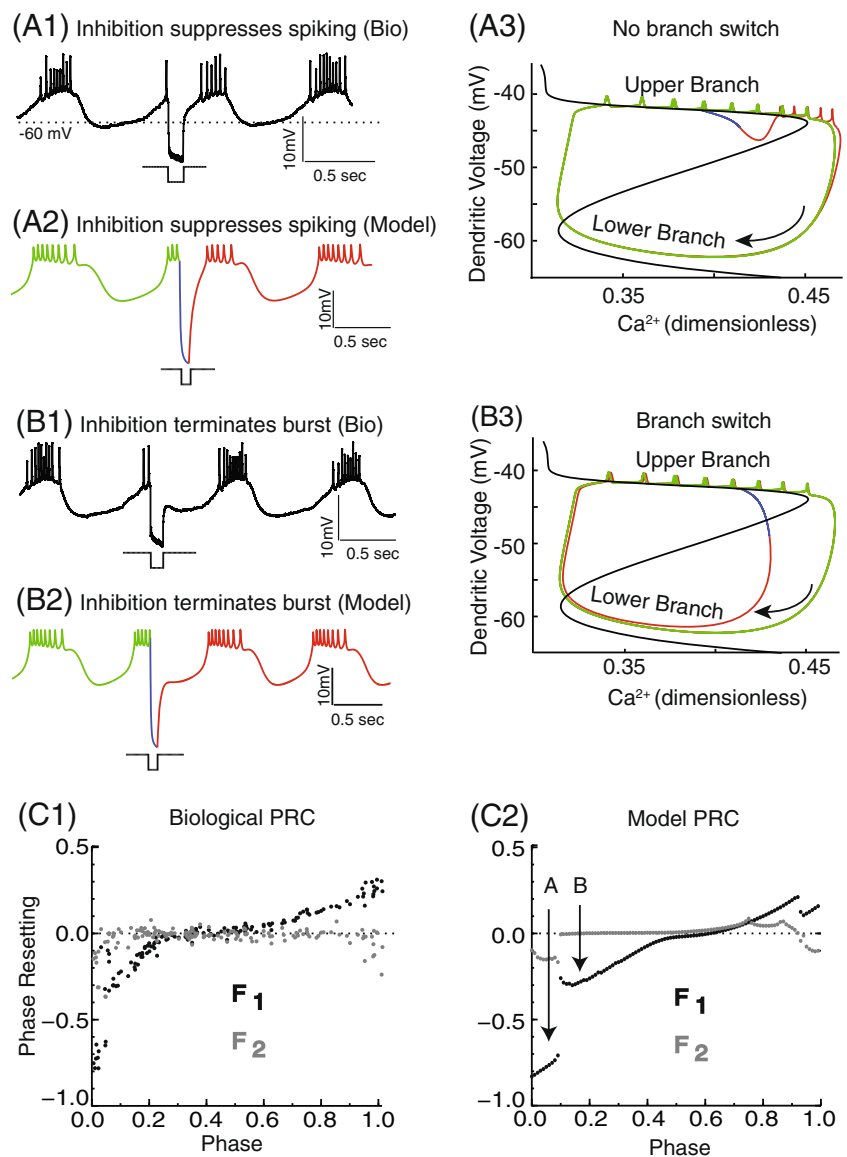 (A1) Inhibition suppresses spiking (Bio)
-60 mV
10mV
0.5 sec
(A2) Inhibition suppresses spiking (Model)
10mV
0.5 sec
(A3) No branch switch
Upper Branch
Lower Branch
-40
-50
-60
Dendritic Voltage (mV)
0.35
0.45
Ca2+ (dimensionless)
(B1) Inhibition terminates burst (Bio)
10mV
0.5 sec
(B2) Inhibition terminates burst (Model)
10mV
0.5 sec
(B3) Branch switch
Upper Branch
Lower Branch
-40
-50
-60
Dendritic Voltage (mV)
0.35
0.45
Ca2+ (dimensionless)
(C1) Biological PRC
0.5
0.0
−0.5
−1.0
Phase Resetting
F1
F2
0.0 0.2 0.4 0.6 0.8 1.0
Phase
(C2) Model PRC
0.5
0.0
−0.5
−1.0
A
B
F1
F2
0.0 0.2 0.4 0.6 0.8 1.0
Phase